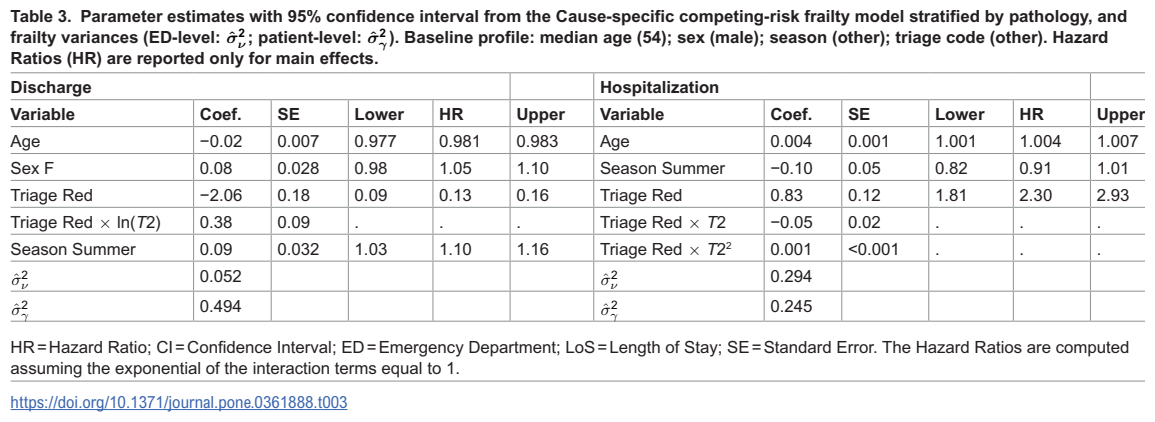 Table 3. Parameter estimates with 95% confidence interval from the Cause-specific competing-risk frailty model stratified by pathology, and
frailty variances (ED-level: σ̂²ν; patient-level: σ̂²γ). Baseline profile: median age (54); sex (male); season (other); triage code (other). Hazard
Ratios (HR) are reported only for main effects.
Discharge Hospitalization
Variable Coef. SE Lower HR Upper Variable Coef. SE Lower HR Upper
Age −0.02 0.007 0.977 0.981 0.983 Age 0.004 0.001 1.001 1.004 1.007
Sex F 0.08 0.028 0.98 1.05 1.10 Season Summer −0.10 0.05 0.82 0.91 1.01
Triage Red −2.06 0.18 0.09 0.13 0.16 Triage Red 0.83 0.12 1.81 2.30 2.93
Triage Red × ln(T2) 0.38 0.09 . . . Triage Red × T2 −0.05 0.02 . . .
Season Summer 0.09 0.032 1.03 1.10 1.16 Triage Red × T2² 0.001 <0.001 . . .
σ̂²ν 0.052 σ̂²ν 0.294
σ̂²γ 0.494 σ̂²γ 0.245
HR=Hazard Ratio; CI=Confidence Interval; ED=Emergency Department; LoS=Length of Stay; SE=Standard Error. The Hazard Ratios are computed
assuming the exponential of the interaction terms equal to 1.
https://doi.org/10.1371/journal.pone.0361888.t003